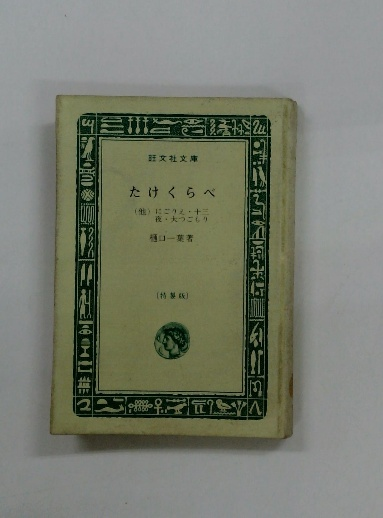 旺文社文庫
たけくらべ
(他) にごりえ・十三
夜・大つごもり
樋口一葉著
(特製版)